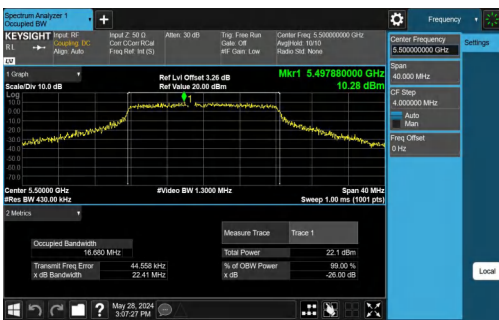 Spectrum Analyzer 1
Occupied BW
+
Frequency
KEYSIGHT Input: RF
RL
Coupling: DC
Align: Auto
Input Z: 50 Ω
Corr CCorr RCal
Freq Ref: Int (S)
Atten: 30 dB
Trig: Free Run
Gate: Off
#IF Gain: Low
Center Freq: 5.500000000 GHz
Avg|Hold: 10/10
Radio Std: None
LW
Center Frequency
5.500000000 GHz
Settings
Span
40.000 MHz
CF Step
4.000000 MHz
Auto
Man
Freq Offset
0 Hz
1 Graph
Scale/Div 10.0 dB
Ref Lvl Offset 3.26 dB
Ref Value 20.00 dBm
Mkr1 5.497880000 GHz
10.28 dBm
Log
10.0
0.00
-10.0
-20.0
-30.0
-40.0
-50.0
-60.0
-70.0
1
Center 5.50000 GHz
#Res BW 430.00 kHz
#Video BW 1.3000 MHz
Span 40 MHz
Sweep 1.00 ms (1001 pts)
2 Metrics
Measure Trace Trace 1
Occupied Bandwidth
16.680 MHz
Total Power 22.1 dBm
Transmit Freq Error 44.558 kHz
% of OBW Power 99.00 %
x dB Bandwidth 22.41 MHz
x dB -26.00 dB
Local
?
May 28, 2024
3:07:27 PM